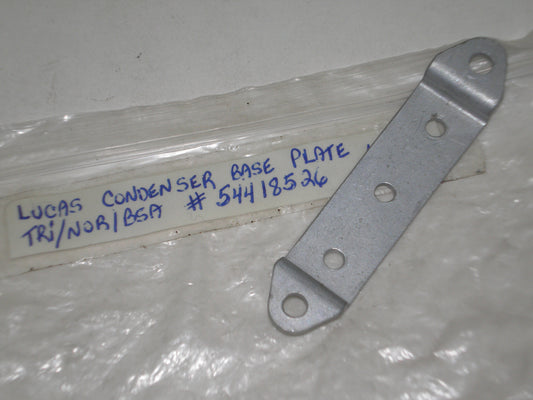 LUCAS CONDENSER BASE PLATE
TRI/NOR/BSA # 54418526